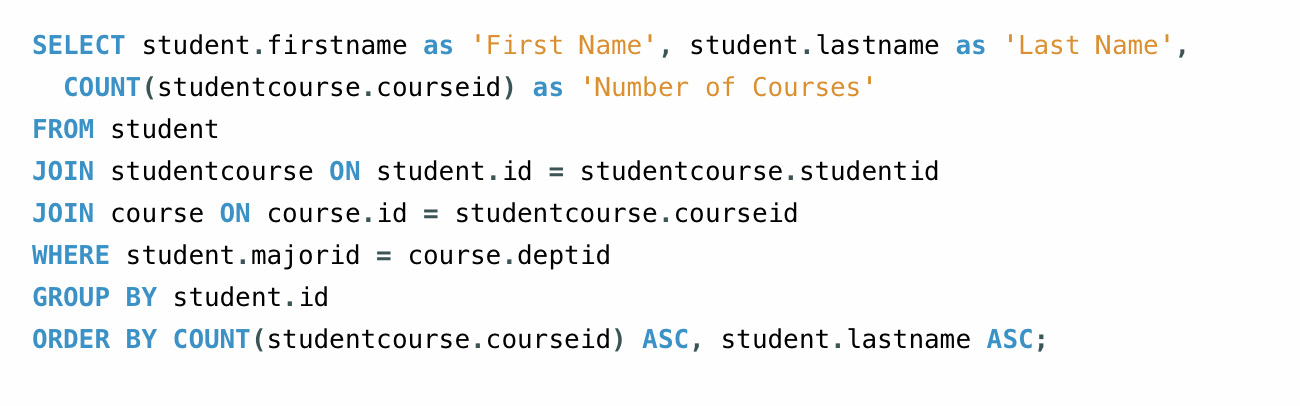 SELECT student.firstname as 'First Name', student.lastname as 'Last Name',
  COUNT(studentcourse.courseid) as 'Number of Courses'
FROM student
JOIN studentcourse ON student.id = studentcourse.studentid
JOIN course ON course.id = studentcourse.courseid
WHERE student.majorid = course.deptid
GROUP BY student.id
ORDER BY COUNT(studentcourse.courseid) ASC, student.lastname ASC;